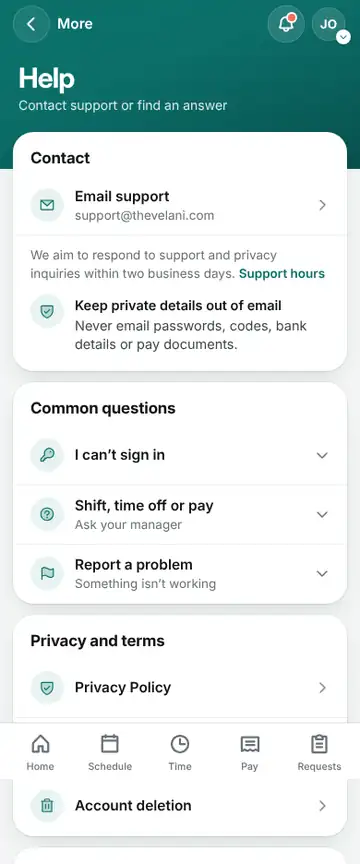 More
JO
Help
Contact support or find an answer
Contact
Email support
support@thevelani.com
We aim to respond to support and privacy
inquiries within two business days. Support hours
Keep private details out of email
Never email passwords, codes, bank
details or pay documents.
Common questions
I can’t sign in
Shift, time off or pay
Ask your manager
Report a problem
Something isn’t working
Privacy and terms
Privacy Policy
Home
Schedule
Time
Pay
Requests
Account deletion